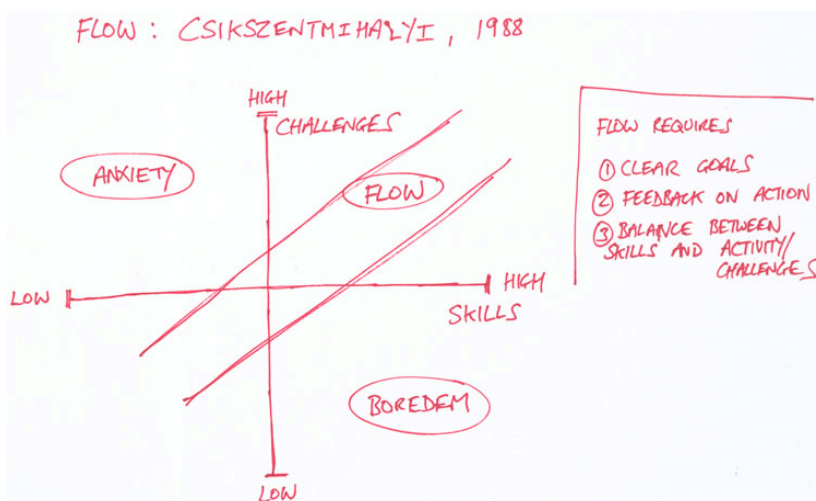 FLOW : CSIKSZENTMIHALYI, 1988
HIGH
CHALLENGES
ANXIETY
FLOW
LOW
HIGH
SKILLS
BOREDEM
LOW
FLOW REQUIRES
① CLEAR GOALS
② FEEDBACK ON ACTION
③ BALANCE BETWEEN
SKILLS AND ACTIVITY/
CHALLENGES